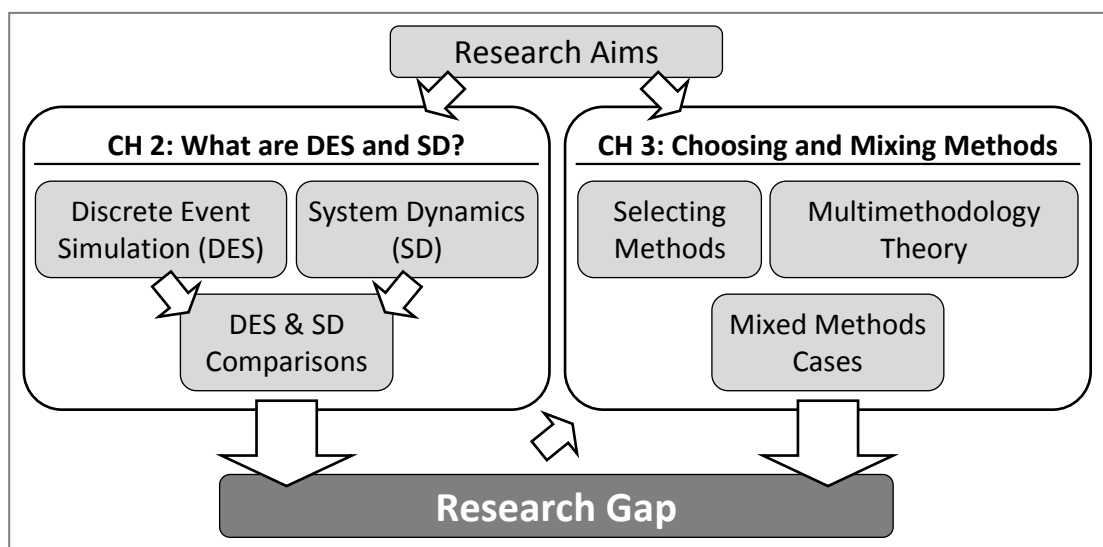 Research Aims
CH 2: What are DES and SD?
Discrete Event
Simulation (DES)
System Dynamics
(SD)
DES & SD
Comparisons
CH 3: Choosing and Mixing Methods
Selecting
Methods
Multimethodology
Theory
Mixed Methods
Cases
Research Gap